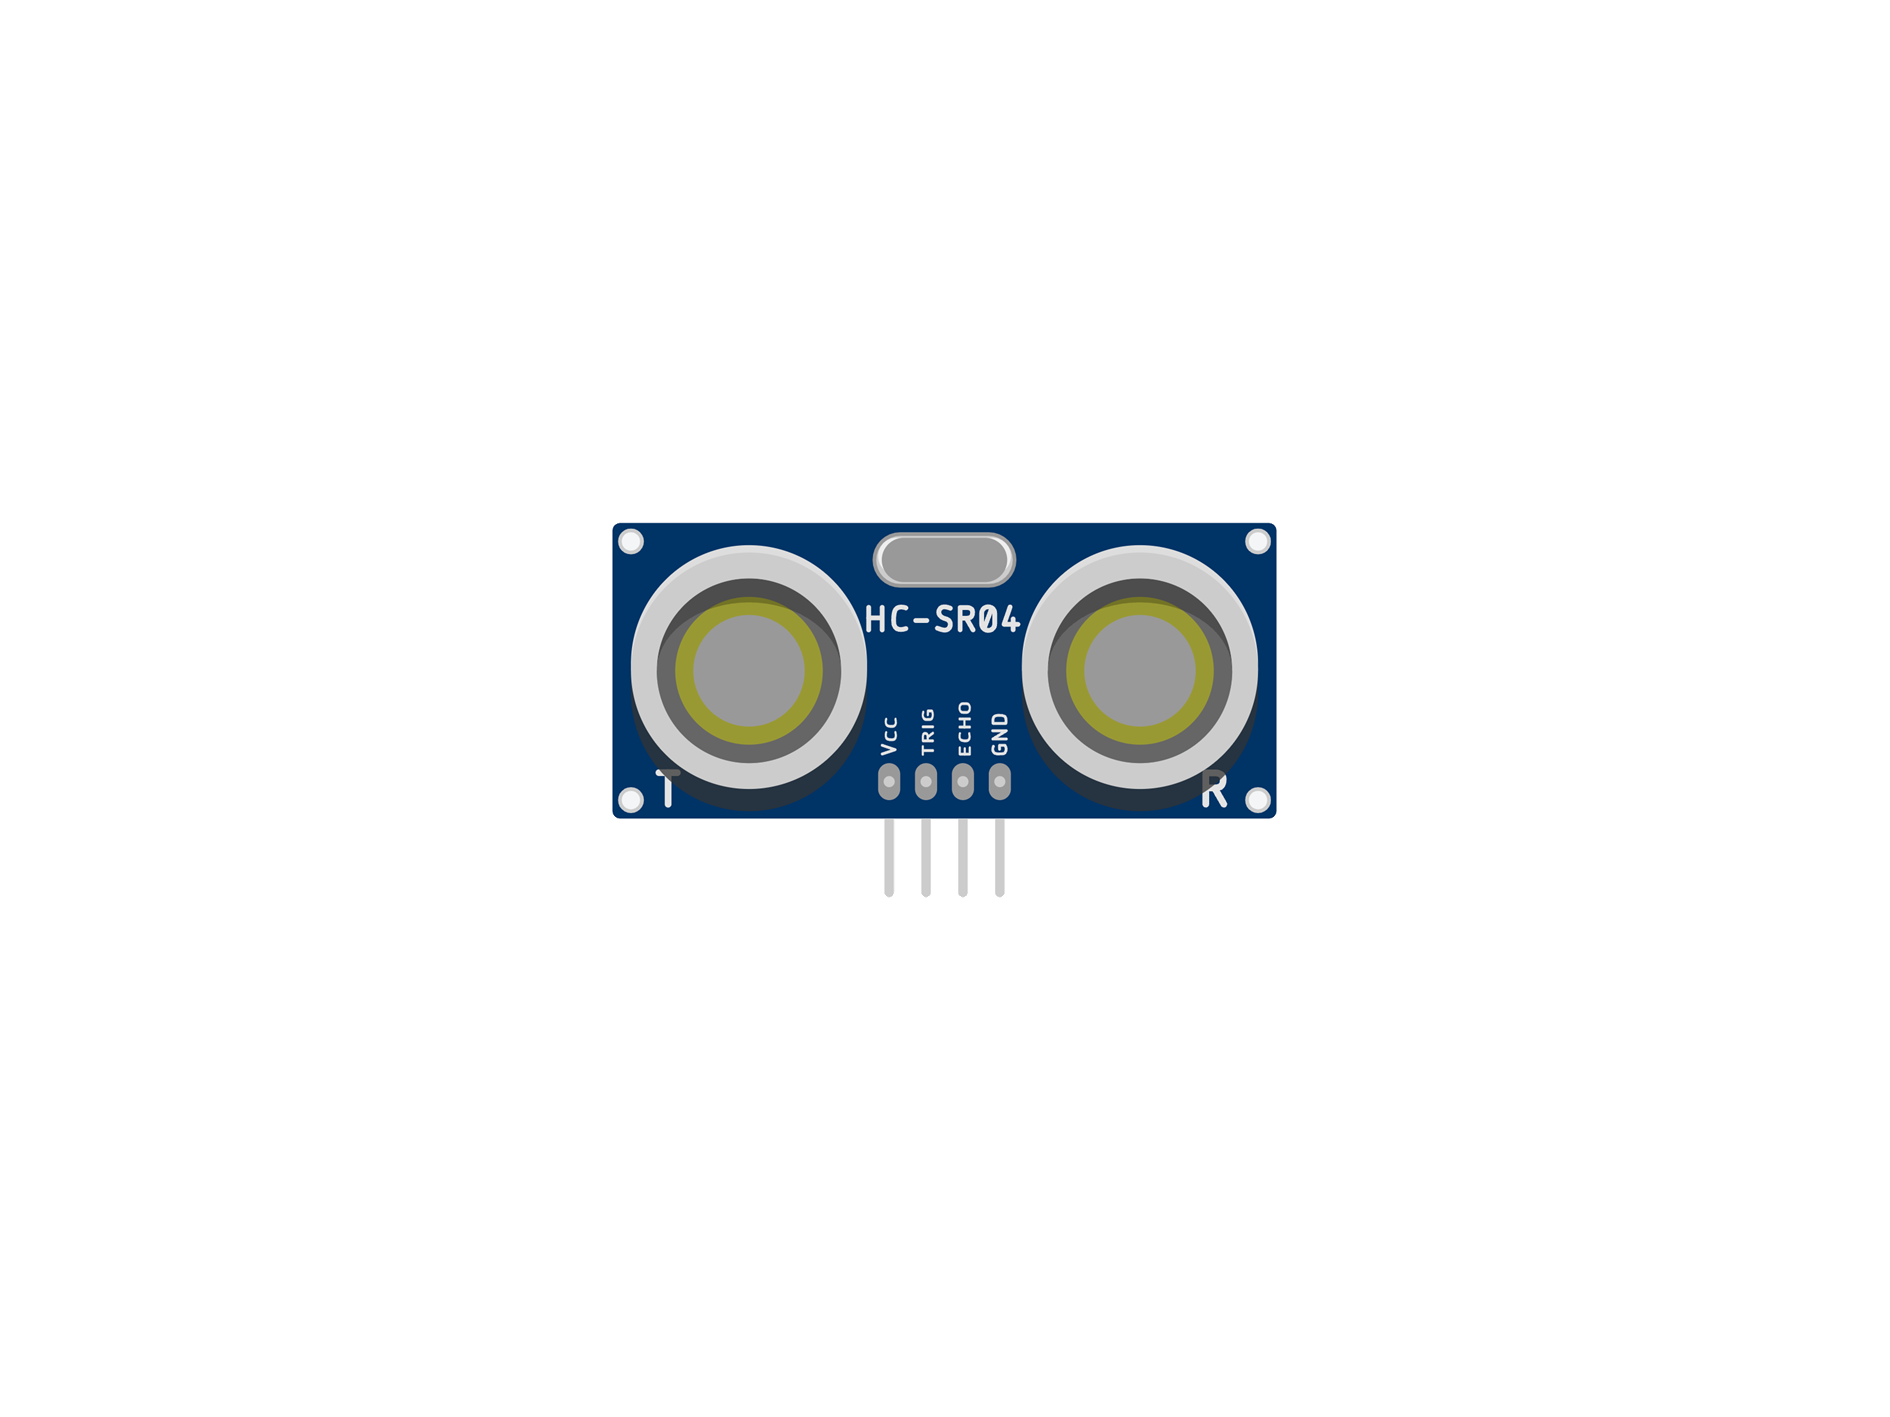 HC-SR04
VCC
TRIG
ECHO
GND
T
R